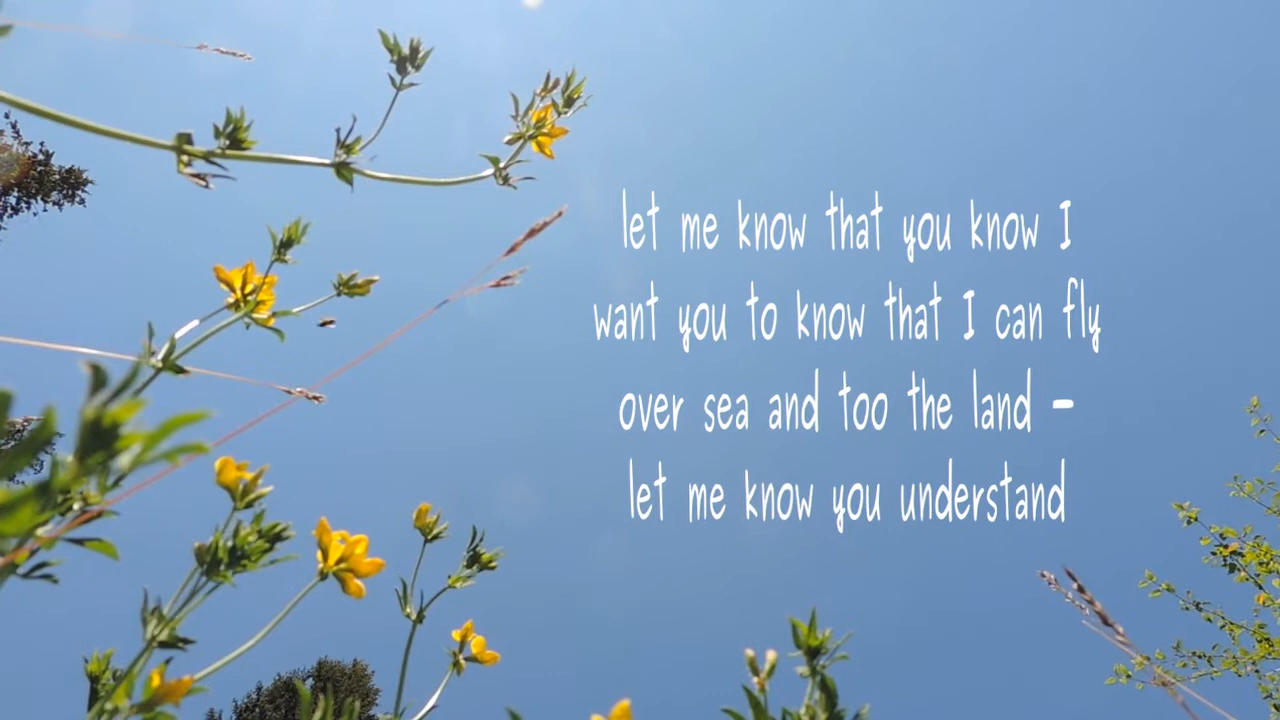 let me know that you know I
want you to know that I can fly
over sea and too the land -
let me know you understand